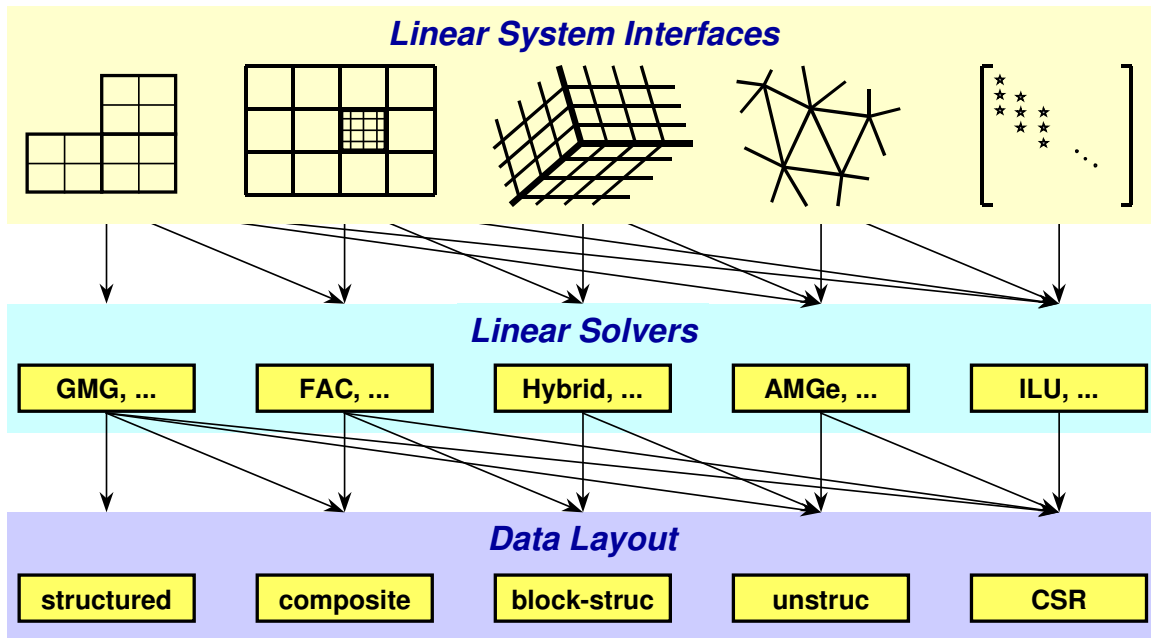 Linear System Interfaces
Linear Solvers
GMG, ...
FAC, ...
Hybrid, ...
AMGe, ...
ILU, ...
Data Layout
structured
composite
block-struc
unstruc
CSR